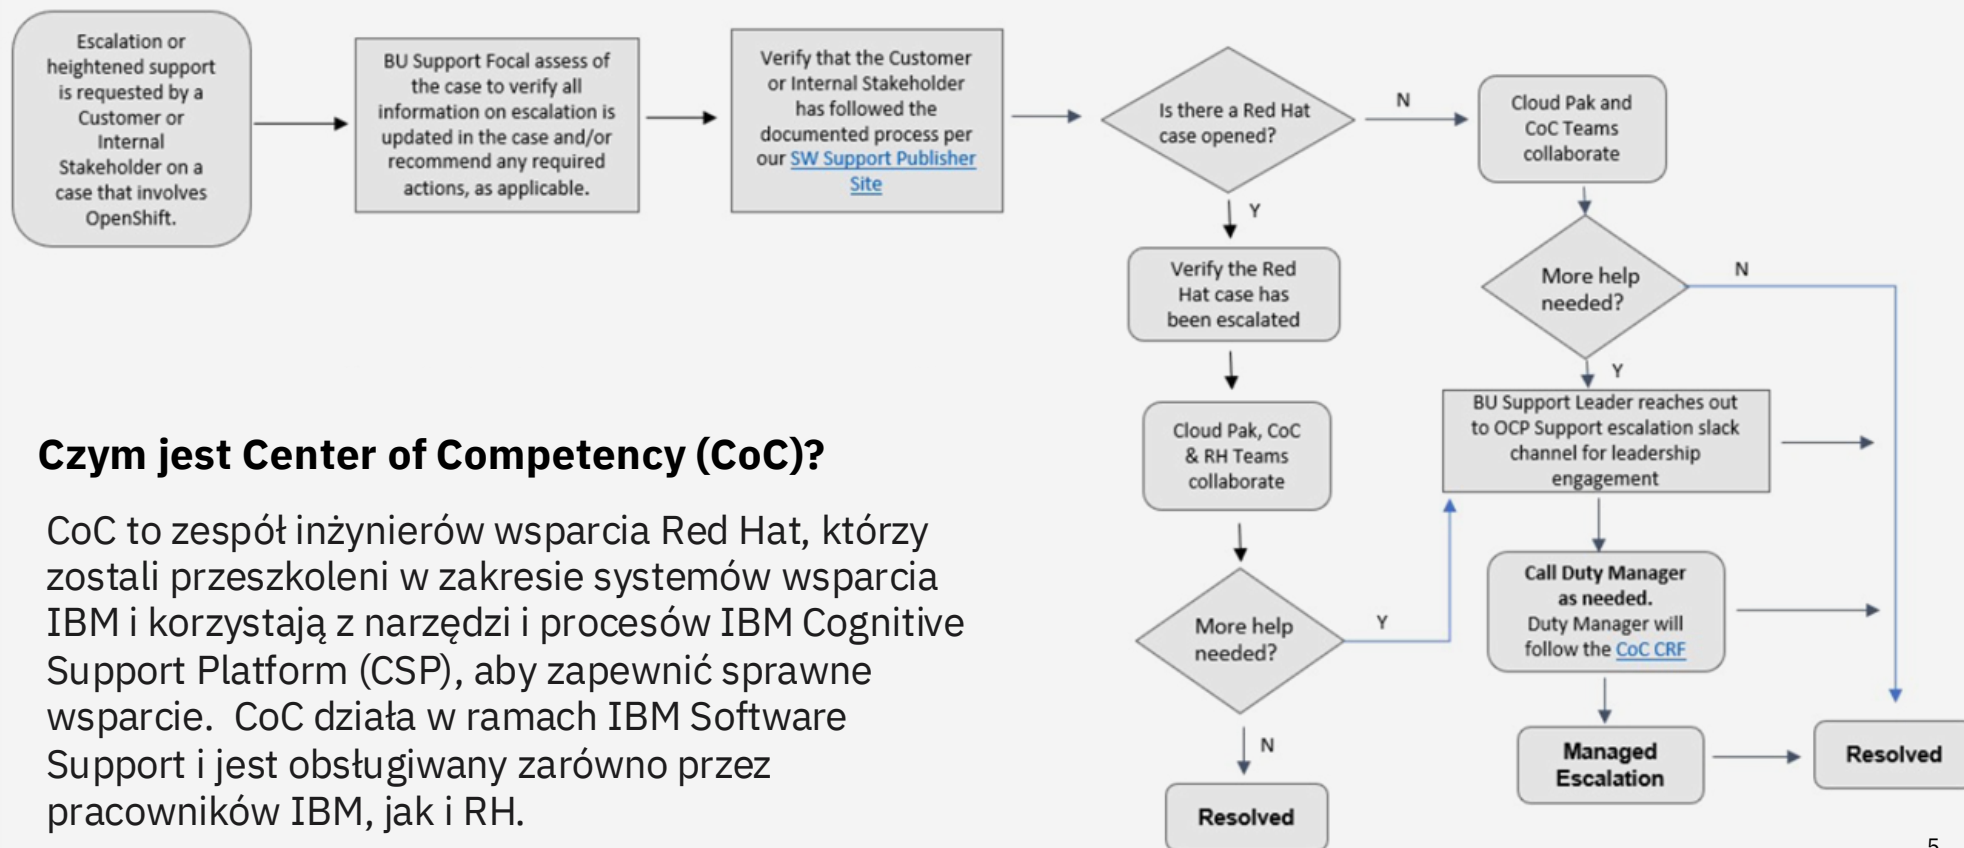 Escalation or
heightened support
is requested by a
Customer or
Internal
Stakeholder on a
case that involves
OpenShift.
BU Support Focal assess of
the case to verify all
information on escalation is
updated in the case and/or
recommend any required
actions, as applicable.
Verify that the Customer
or Internal Stakeholder
has followed the
documented process per
our SW Support Publisher
Site
Is there a Red Hat
case opened?
N
Cloud Pak and
CoC Teams
collaborate
Y
Verify the Red
Hat case has
been escalated
More help
needed?
N
Y
Cloud Pak, CoC
& RH Teams
collaborate
BU Support Leader reaches out
to OCP Support escalation slack
channel for leadership
engagement
More help
needed?
Y
Call Duty Manager
as needed.
Duty Manager will
follow the CoC CRF
N
Resolved
Managed
Escalation
Resolved
Czym jest Center of Competency (CoC)?
CoC to zespół inżynierów wsparcia Red Hat, którzy
zostali przeszkoleni w zakresie systemów wsparcia
IBM i korzystają z narzędzi i procesów IBM Cognitive
Support Platform (CSP), aby zapewnić sprawne
wsparcie. CoC działa w ramach IBM Software
Support i jest obsługiwany zarówno przez
pracowników IBM, jak i RH.
5